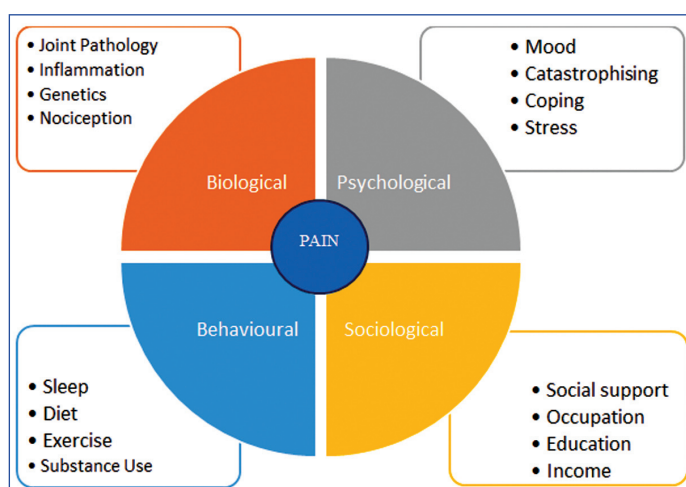 • Joint Pathology
• Inflammation
• Genetics
• Nociception
• Mood
• Catastrophising
• Coping
• Stress
Biological
Psychological
PAIN
Behavioural
Sociological
• Sleep
• Diet
• Exercise
• Substance Use
• Social support
• Occupation
• Education
• Income